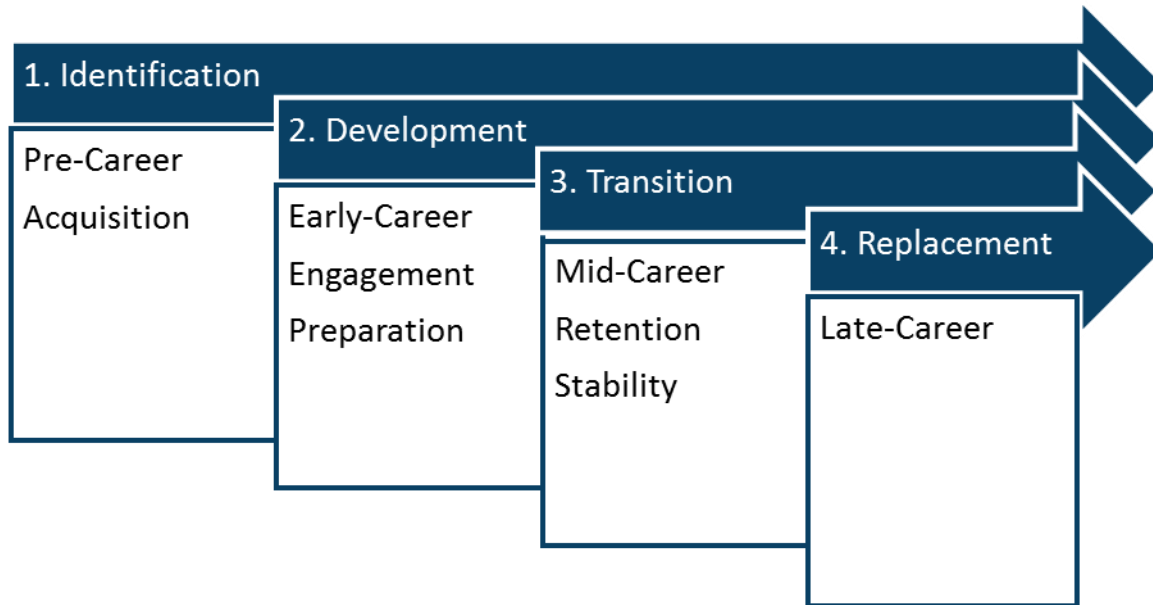 1. Identification
Pre-Career
Acquisition
2. Development
Early-Career
Engagement
Preparation
3. Transition
Mid-Career
Retention
Stability
4. Replacement
Late-Career